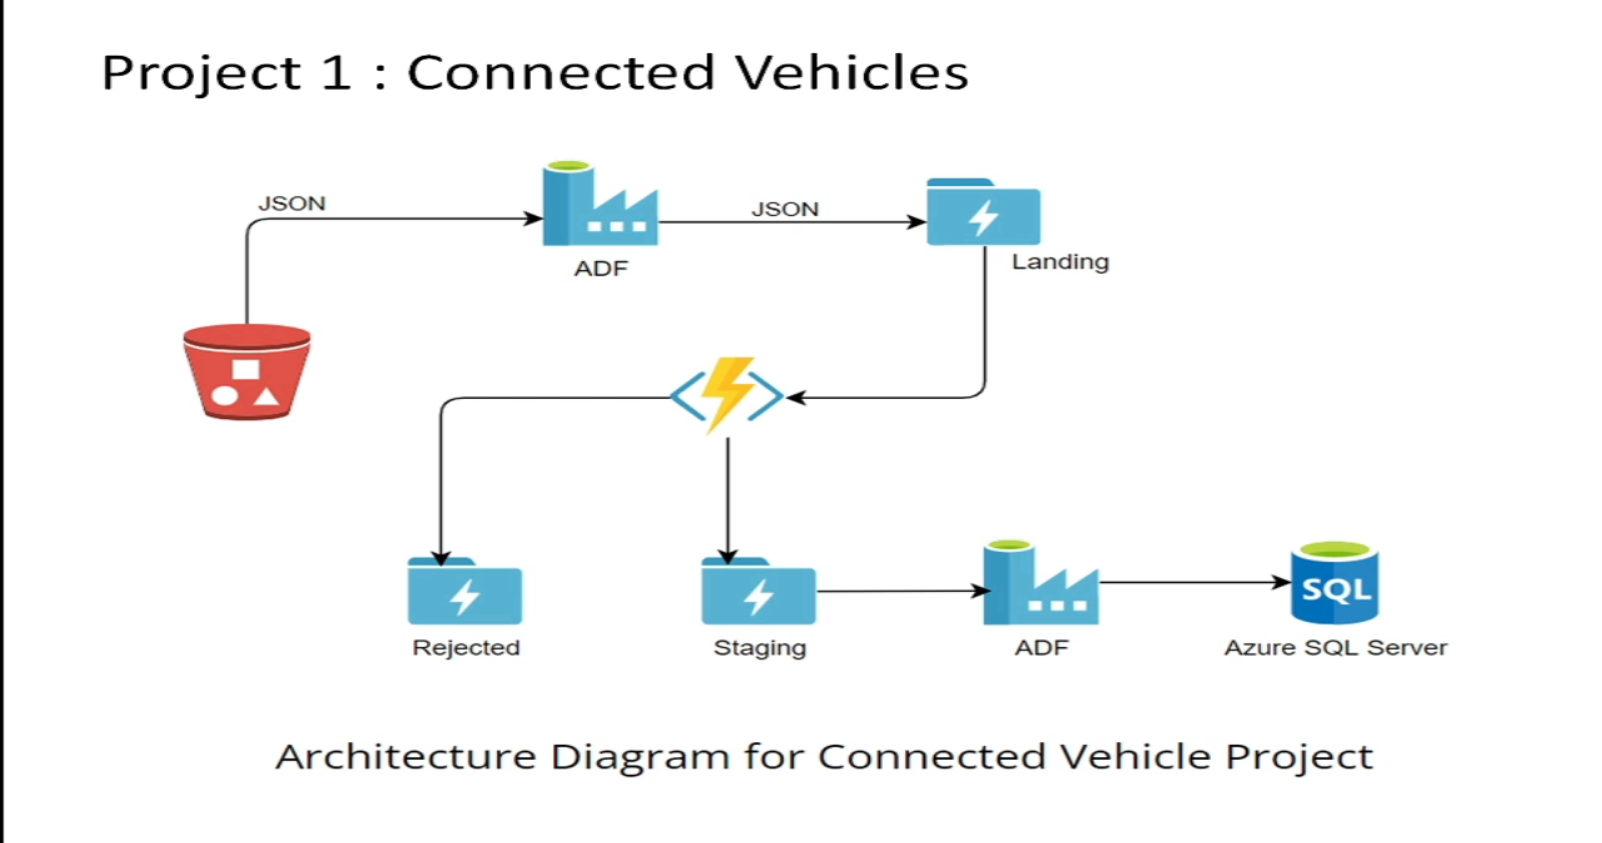 Project 1 : Connected Vehicles
JSON
JSON
ADF
Landing
Rejected
Staging
ADF
SQL
Azure SQL Server
Architecture Diagram for Connected Vehicle Project